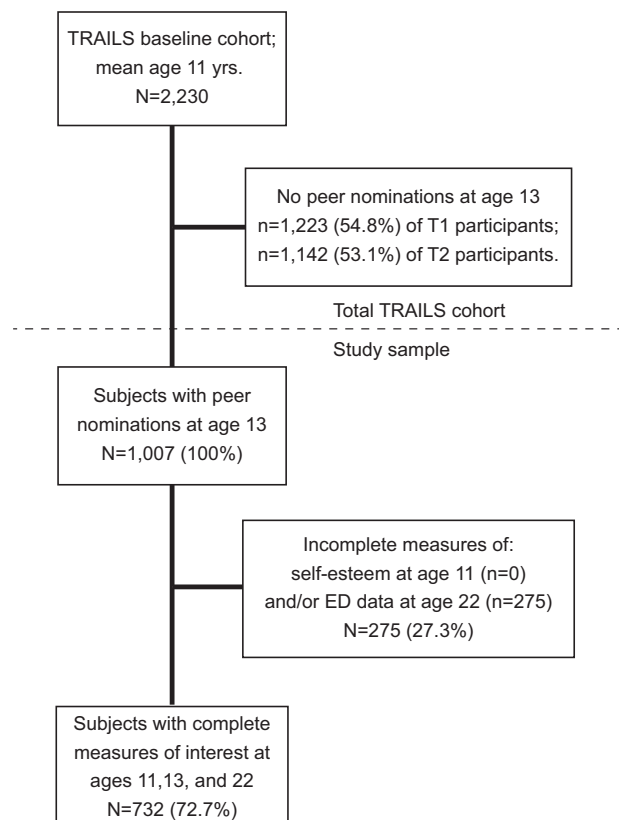 TRAILS baseline cohort;
mean age 11 yrs.
N=2,230
No peer nominations at age 13
n=1,223 (54.8%) of T1 participants;
n=1,142 (53.1%) of T2 participants.
Total TRAILS cohort
Study sample
Subjects with peer
nominations at age 13
N=1,007 (100%)
Incomplete measures of:
self-esteem at age 11 (n=0)
and/or ED data at age 22 (n=275)
N=275 (27.3%)
Subjects with complete
measures of interest at
ages 11,13, and 22
N=732 (72.7%)